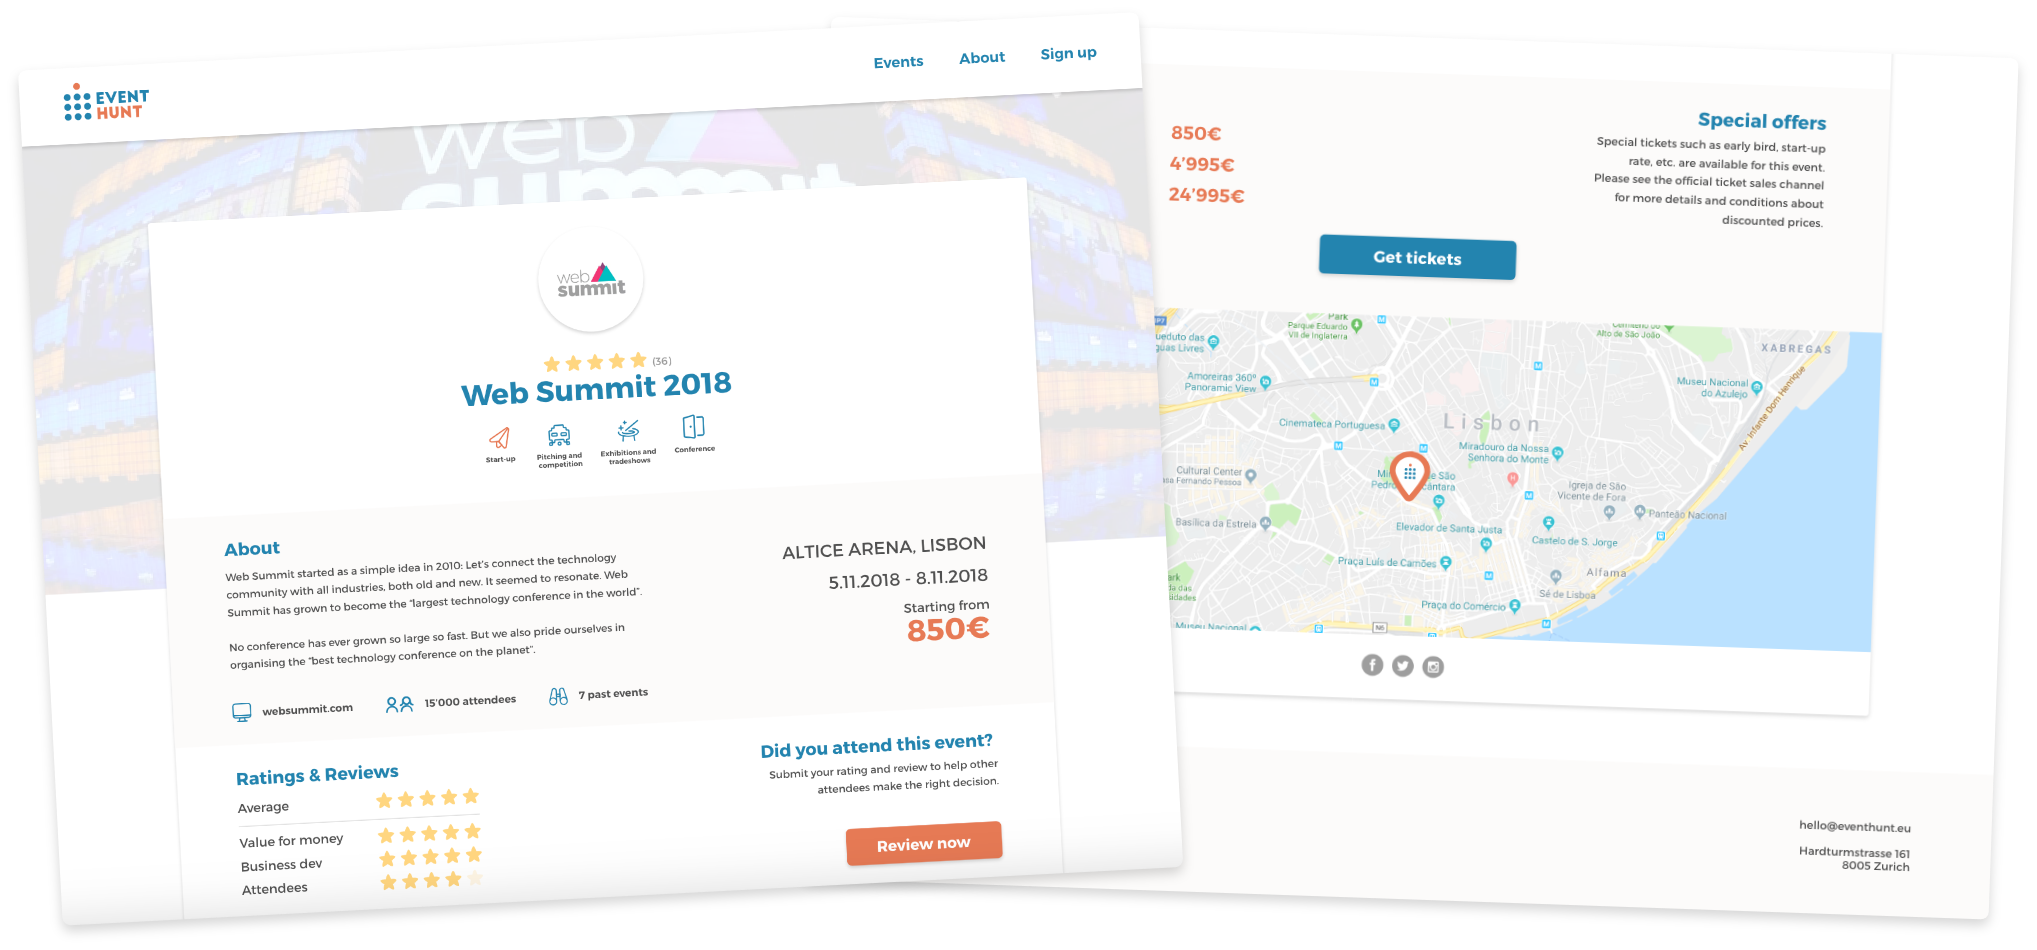 EVENT
HUNT
Events
About
Sign up
web
summit
web
summit
(36)
Web Summit 2018
Start-up
Pitching and
competition
Exhibitions and
tradeshows
Conference
About
Web Summit started as a simple idea in 2010: Let's connect the technology
community with all industries, both old and new. It seemed to resonate. Web
Summit has grown to become the "largest technology conference in the world".
No conference has ever grown so large so fast. But we also pride ourselves in
organising the "best technology conference on the planet".
websummit.com
15'000 attendees
7 past events
ALTICE ARENA, LISBON
5.11.2018 - 8.11.2018
Starting from
850€
Ratings & Reviews
Average
Value for money
Business dev
Attendees
Did you attend this event?
Submit your rating and review to help other
attendees make the right decision.
Review now
850€
4'995€
24'995€
Special offers
Special tickets such as early bird, start-up
rate, etc. are available for this event.
Please see the official ticket sales channel
for more details and conditions about
discounted prices.
Get tickets
Park
Parque Eduardo
VII de Inglaterra
Alto de São João
XABREGAS
Amoreiras 360º
Panoramic View
Museu Nacional
do Azulejo
Av. Infante Dom Henrique
Cinemateca Portuguesa
Lisbon
Miradouro da Nossa
Senhora do Monte
Cultural Center
Fernando Pessoa
de São
Igreja de São
Vicente de Fora
Panteão Nacional
Basílica da Estrela
Elevador de Santa Justa
Castelo de S. Jorge
Praça Luís de Camões
Alfama
Sé de Lisboa
Praça do Comércio
Museu Nacional
N6
hello@eventhunt.eu
Hardturmstrasse 161
8005 Zurich